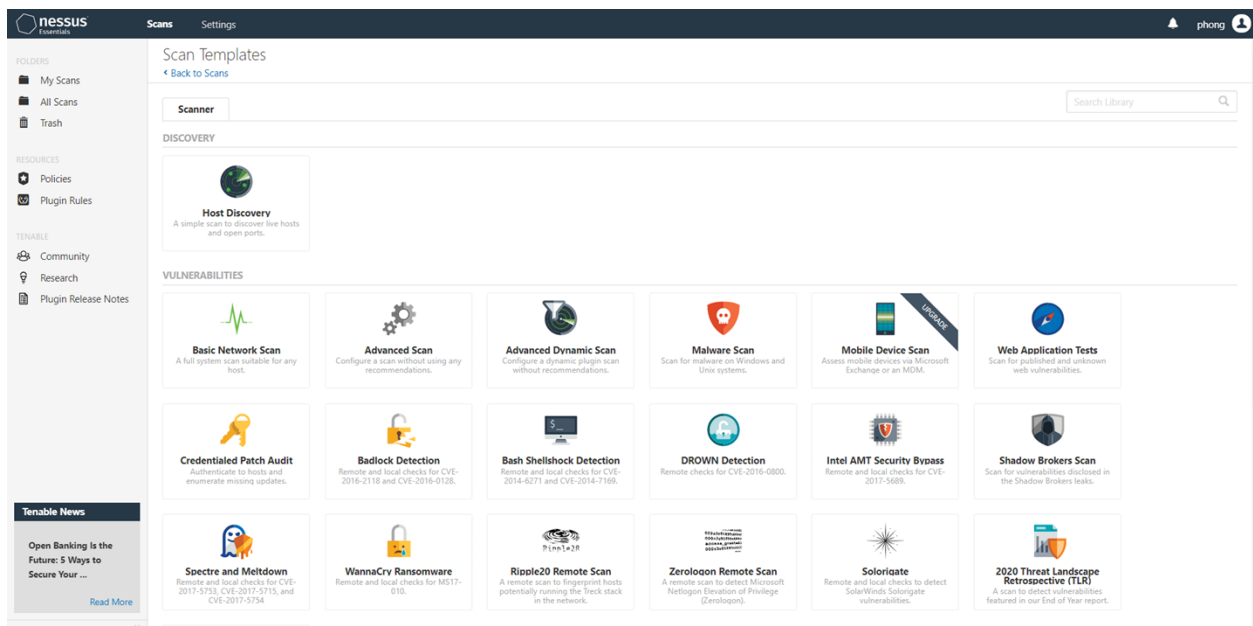 nessus
Essentials
Scans
Settings
phong
FOLDERS
My Scans
All Scans
Trash
RESOURCES
Policies
Plugin Rules
TENABLE
Community
Research
Plugin Release Notes
Tenable News
Open Banking Is the
Future: 5 Ways to
Secure Your ...
Read More
Scan Templates
Back to Scans
Scanner
Search Library
DISCOVERY
Host Discovery
A simple scan to discover live hosts
and open ports.
VULNERABILITIES
Basic Network Scan
A full system scan suitable for any
host.
Advanced Scan
Configure a scan without using any
recommendations.
Advanced Dynamic Scan
Configure a dynamic plugin scan
without recommendations.
Malware Scan
Scan for malware on Windows and
Unix systems.
UPGRADE
Mobile Device Scan
Assess mobile devices via Microsoft
Exchange or an MDM.
Web Application Tests
Scan for published and unknown
web vulnerabilities.
Credentialed Patch Audit
Authenticate to hosts and
enumerate missing updates.
Badlock Detection
Remote and local checks for CVE-
2016-2118 and CVE-2016-0128.
$_
Bash Shellshock Detection
Remote and local checks for CVE-
2014-6271 and CVE-2014-7169.
DROWN Detection
Remote checks for CVE-2016-0800.
Intel AMT Security Bypass
Remote and local checks for CVE-
2017-5689.
Shadow Brokers Scan
Scan for vulnerabilities disclosed in
the Shadow Brokers leaks.
Spectre and Meltdown
Remote and local checks for CVE-
2017-5753, CVE-2017-5715, and
CVE-2017-5754
WannaCry Ransomware
Remote and local checks for MS17-
010.
Ripple20
Ripple20 Remote Scan
A remote scan to fingerprint hosts
potentially running the Treck stack
in the network.
Zerologon Remote Scan
A remote scan to detect Microsoft
Netlogon Elevation of Privilege
(Zerologon).
Solorigate
Remote and local checks to detect
SolarWinds Solorigate
vulnerabilities.
2020 Threat Landscape
Retrospective (TLR)
A scan to detect vulnerabilities
featured in our End of Year report.